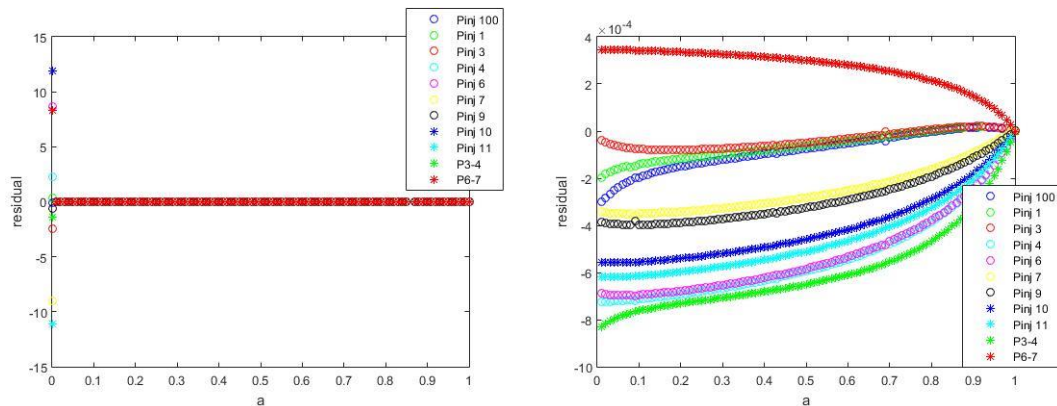 15
10
5
0
-5
-10
-15
residual
0
0.1
0.2
0.3
0.4
0.5
0.6
0.7
0.8
0.9
1
a
Pinj 100
Pinj 1
Pinj 3
Pinj 4
Pinj 6
Pinj 7
Pinj 9
Pinj 10
Pinj 11
P3-4
P6-7
×10⁻⁴
4
2
0
-2
-4
-6
-8
-10
residual
0
0.1
0.2
0.3
0.4
0.5
0.6
0.7
0.8
0.9
1
a
Pinj 100
Pinj 1
Pinj 3
Pinj 4
Pinj 6
Pinj 7
Pinj 9
Pinj 10
Pinj 11
P3-4
P6-7